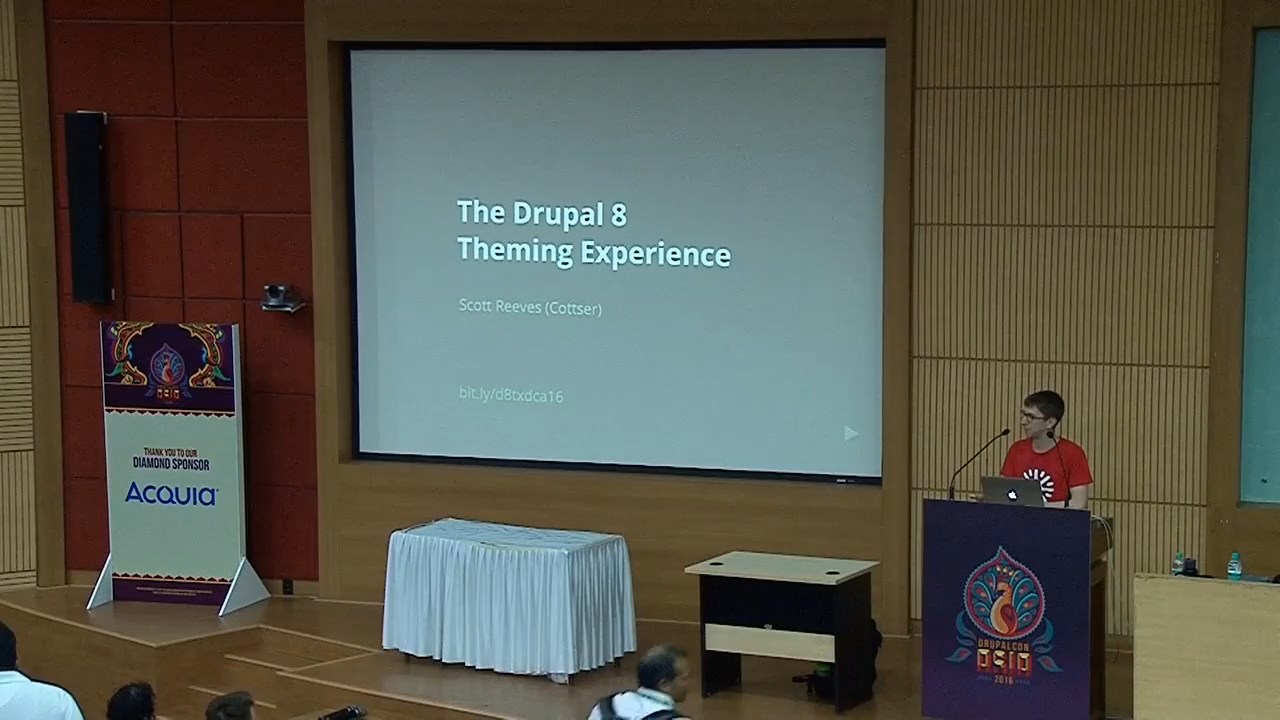 The Drupal 8
Theming Experience
Scott Reeves (Cottser)
bit.ly/d8txdca16
ASIA
THANK YOU TO OUR
DIAMOND SPONSOR
ACQUIA
DRUPALCON
ASIA
2016